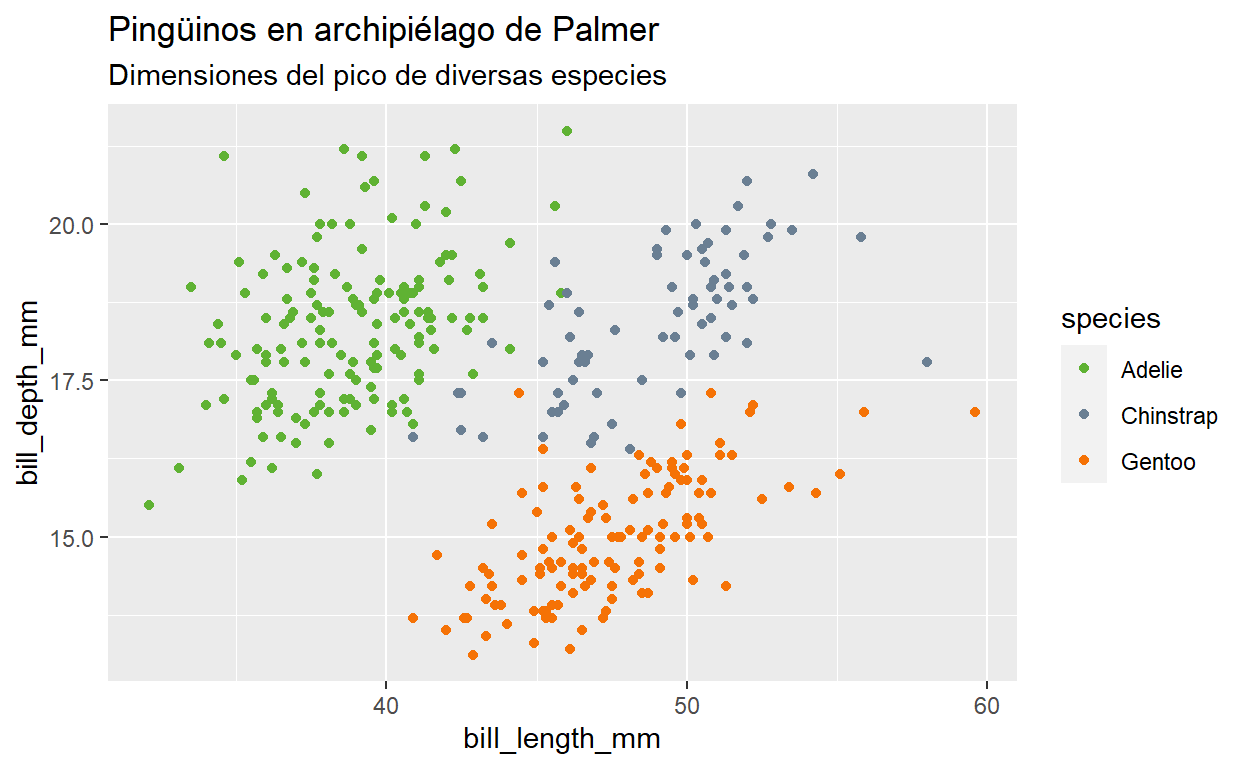 Pingüinos en archipiélago de Palmer
Dimensiones del pico de diversas especies
20.0
17.5
15.0
bill_depth_mm
40
50
60
bill_length_mm
species
Adelie
Chinstrap
Gentoo